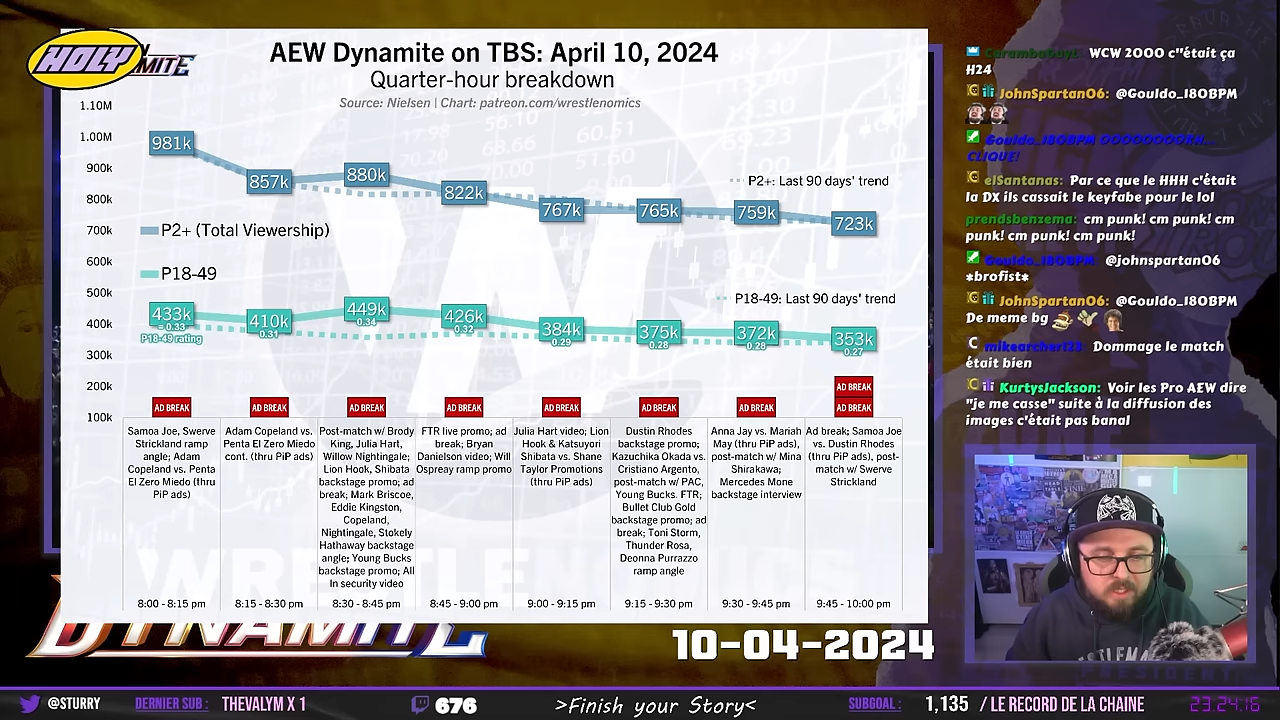 HOLY
AEW Dynamite on TBS: April 10, 2024
Quarter-hour breakdown
Source: Nielsen | Chart: patreon.com/wrestlenomics
1.10M
1.00M
900k
800k
700k
600k
500k
400k
300k
200k
100k
981k
857k
880k
822k
767k
765k
759k
723k
P2+: Last 90 days' trend
P2+ (Total Viewership)
P18-49
P18-49: Last 90 days' trend
433k
= 0.33
P18-49 rating
410k
0.31
449k
0.34
426k
0.32
384k
0.29
375k
0.28
372k
0.28
353k
0.27
AD BREAK
AD BREAK
AD BREAK
AD BREAK
AD BREAK
AD BREAK
AD BREAK
AD BREAK
AD BREAK
Samoa Joe, Swerve
Strickland ramp
angle; Adam
Copeland vs. Penta
El Zero Miedo (thru
PiP ads)
Adam Copeland vs.
Penta El Zero Miedo
cont. (thru PiP ads)
Post-match w/ Brody
King, Julia Hart,
Willow Nightingale;
Lion Hook, Shibata
backstage promo; ad
break; Mark Briscoe,
Eddie Kingston,
Copeland,
Nightingale, Stokely
Hathaway backstage
angle; Young Bucks
backstage promo; All
In security video
FTR live promo; ad
break; Bryan
Danielson video; Will
Ospreay ramp promo
Julia Hart video; Lion
Hook & Katsuyori
Shibata vs. Shane
Taylor Promotions
(thru PiP ads)
Dustin Rhodes
backstage promo;
Kazuchika Okada vs.
Cristiano Argento,
post-match w/ PAC,
Young Bucks. FTR;
Bullet Club Gold
backstage promo; ad
break; Toni Storm,
Thunder Rosa,
Deonna Purrazzo
ramp angle
Anna Jay vs. Mariah
May (thru PiP ads),
post-match w/ Mina
Shirakawa;
Mercedes Mone
backstage interview
Ad break; Samoa Joe
vs. Dustin Rhodes
(thru PiP ads), post-
match w/ Swerve
Strickland
8:00 - 8:15 pm
8:15 - 8:30 pm
8:30 - 8:45 pm
8:45 - 9:00 pm
9:00 - 9:15 pm
9:15 - 9:30 pm
9:30 - 9:45 pm
9:45 - 10:00 pm
DYNAMITE
10-04-2024
CarambaGuy1 WCW 2000 c"était ça
H24
JohnSpartan06: @Gouldo_180BPM
Gouldo_180BPM OOOOOOOOHH...
CLIQUE!
elSantanas: Par ce que le HHH c'était
la DX ils cassait le keyfabe pour le lol
prendsbenzema: cm punk! cm punk! cm
punk! cm punk! cm punk!
Gouldo_180BPM @johnspartan06
*brofist*
JohnSpartan06: @Gouldo_180BPM
De meme bg
mikearcher123: Dommage le match
était bien
KurtysJackson: Voir les Pro AEW dire
"je me casse" suite à la diffusion des
images c'était pas banal
@STURRY
DERNIER SUB :
THEVALYM X 1
676
>Finish your Story<
SUBGOAL :
1,135 / LE RECORD DE LA CHAINE
23.24.16